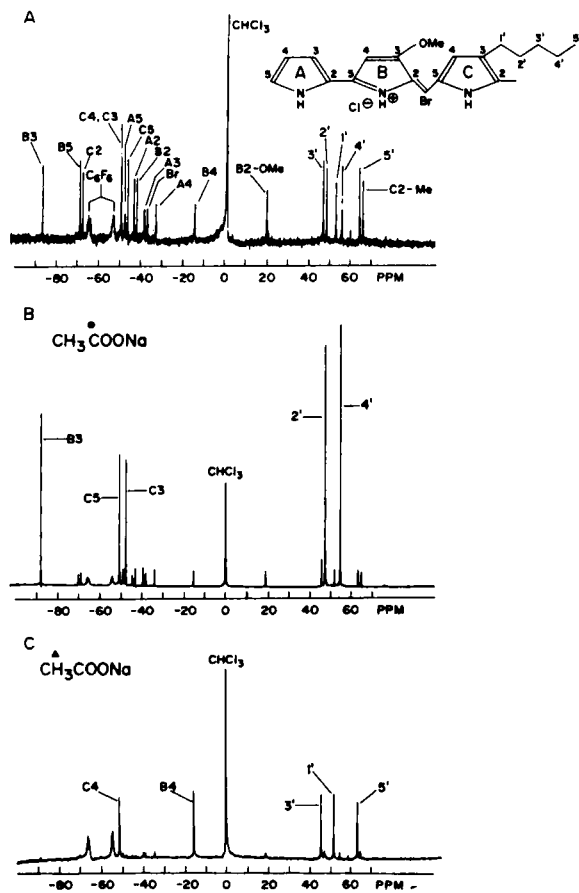 A
CHCl3
5
4
3
A
2
N
H
4
3
OMe
B
5
2
N
H
⊕
Cl⊖
Br
4
3
C
5
2
N
H
1'
2'
3'
4'
5'
B3
B5
C2
C6F6
C4, C3
A5
C5
A2
B2
A3
Br
A4
B4
B2-OMe
3'
2'
1'
4'
5'
C2-Me
-80 -60 -40 -20 0 20 40 60 PPM
B
CH3COONa
B3
C5
C3
CHCl3
2'
4'
-80 -60 -40 -20 0 20 40 60 PPM
C
CH3COONa
CHCl3
C4
B4
3'
1'
5'
-80 -60 -40 -20 0 20 40 60 PPM